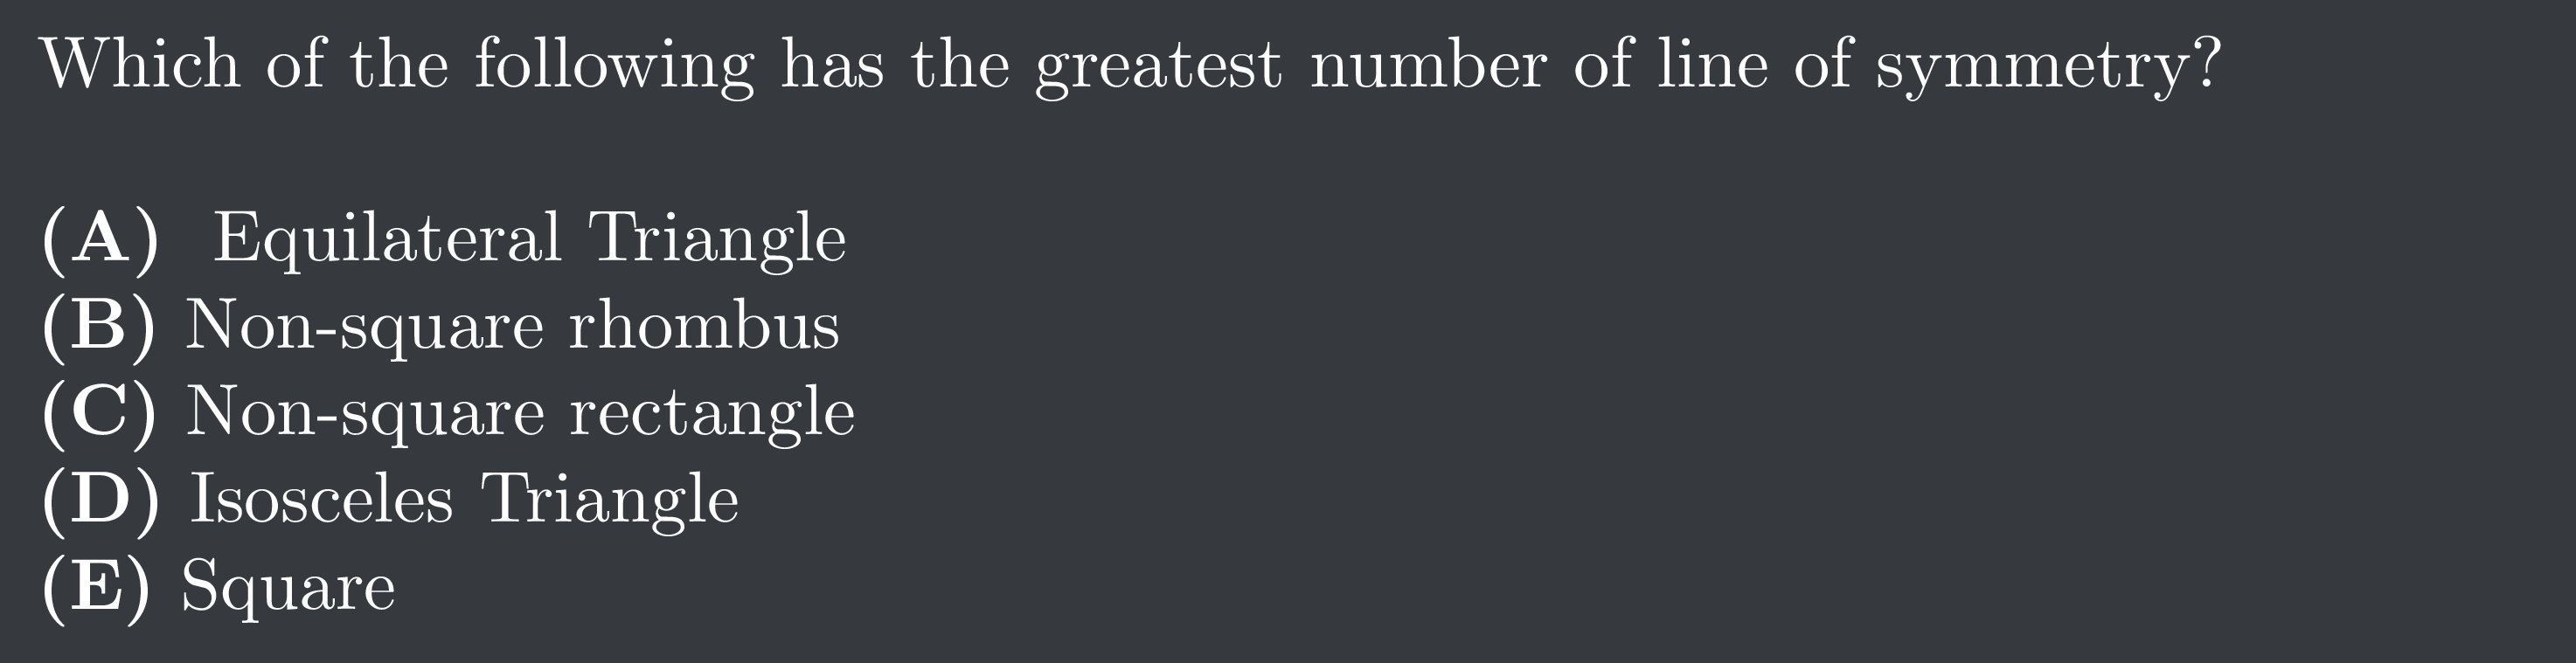 Which of the following has the greatest number of line of symmetry?
(A) Equilateral Triangle
(B) Non-square rhombus
(C) Non-square rectangle
(D) Isosceles Triangle
(E) Square